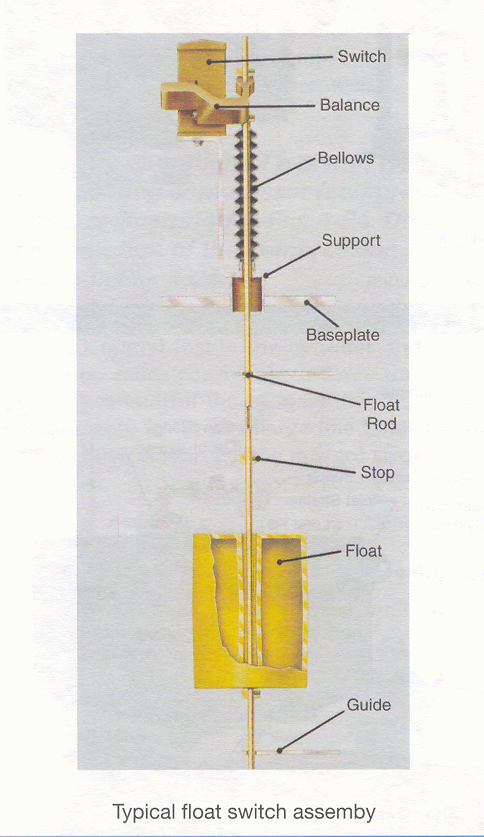 Switch
Balance
Bellows
Support
Baseplate
Float
Rod
Stop
Float
Guide
Typical float switch assemby